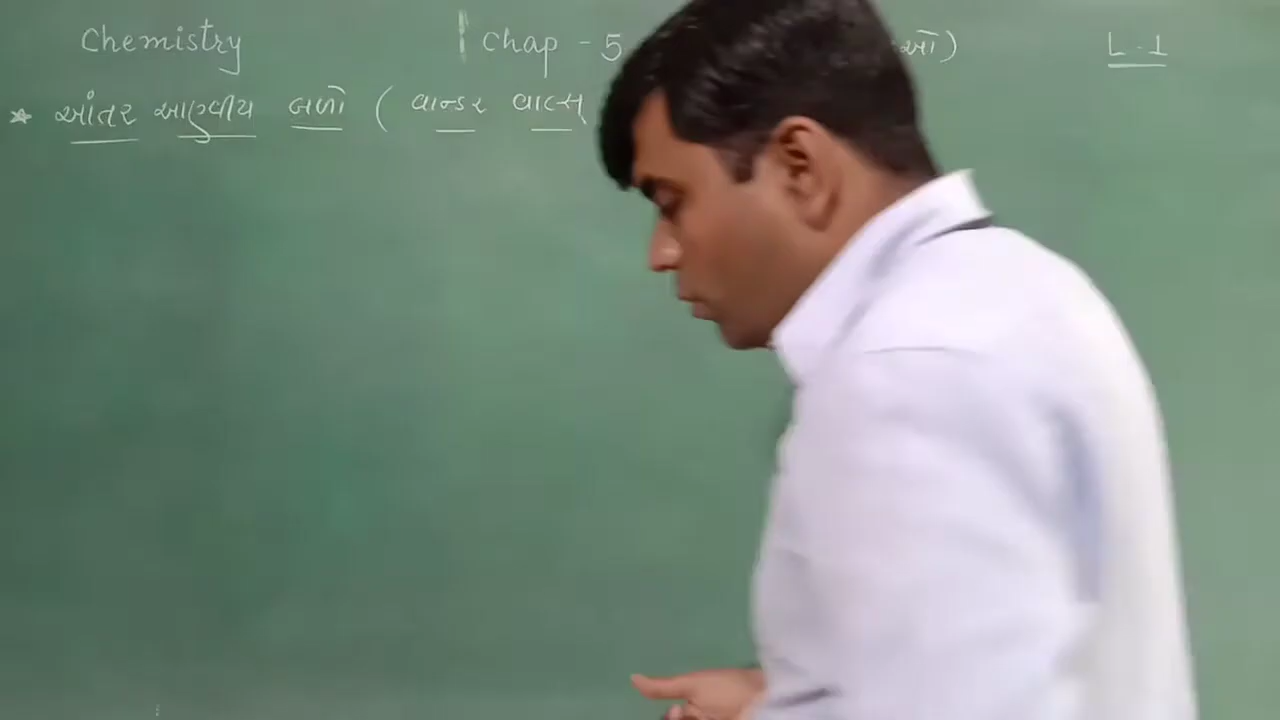 Chemistry Chap - 5 L-1
* આંતર આણ્વીય બળો ( વાન્ડર વાલ્સ